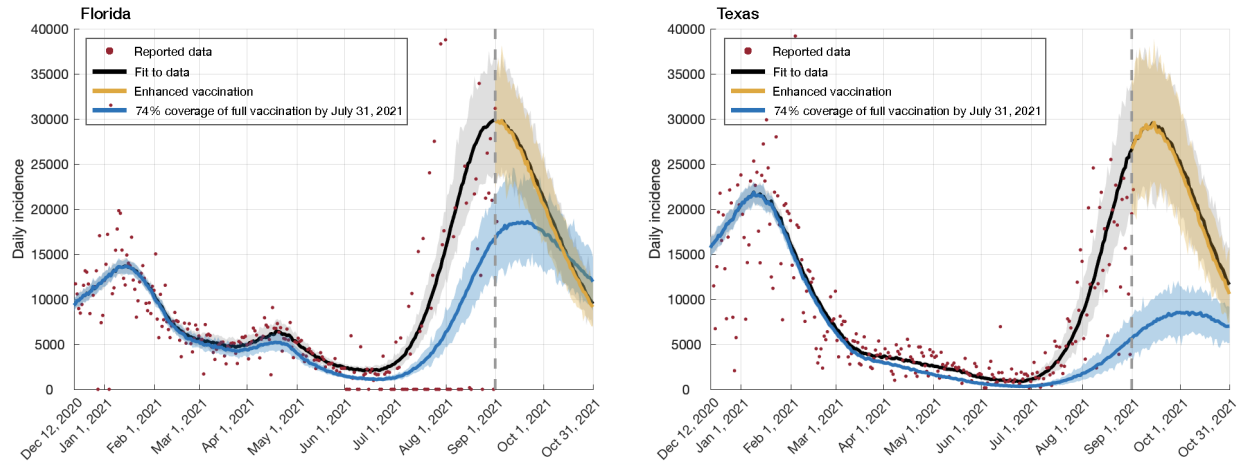 Florida
40000
35000
30000
25000
20000
15000
10000
5000
0
Daily incidence
Reported data
Fit to data
Enhanced vaccination
74% coverage of full vaccination by July 31, 2021
Dec 12, 2020
Jan 1, 2021
Feb 1, 2021
Mar 1, 2021
Apr 1, 2021
May 1, 2021
Jun 1, 2021
Jul 1, 2021
Aug 1, 2021
Sep 1, 2021
Oct 1, 2021
Oct 31, 2021
Texas
40000
35000
30000
25000
20000
15000
10000
5000
0
Daily incidence
Reported data
Fit to data
Enhanced vaccination
74% coverage of full vaccination by July 31, 2021
Dec 12, 2020
Jan 1, 2021
Feb 1, 2021
Mar 1, 2021
Apr 1, 2021
May 1, 2021
Jun 1, 2021
Jul 1, 2021
Aug 1, 2021
Sep 1, 2021
Oct 1, 2021
Oct 31, 2021